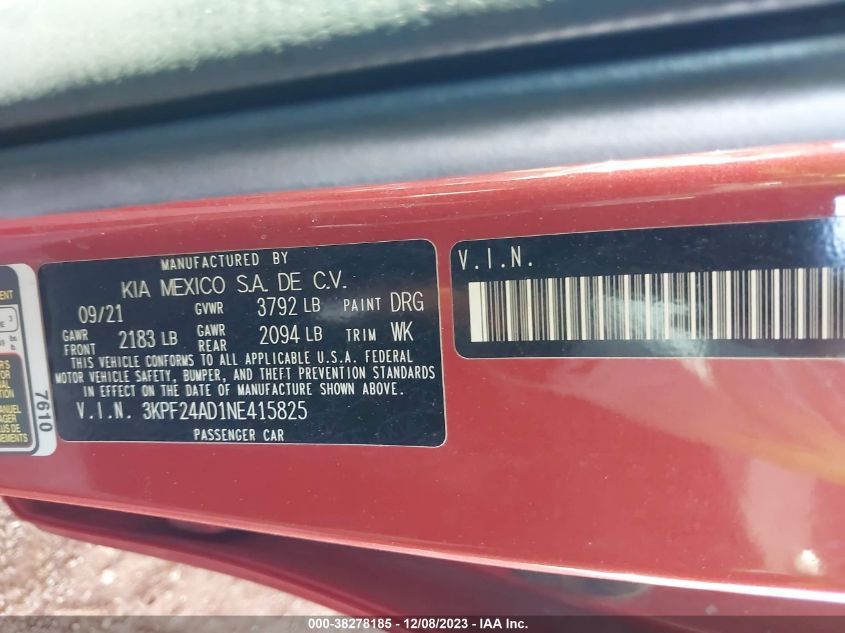 MANUFACTURED BY
KIA MEXICO S.A. DE C.V.
09/21 GVWR 3792 LB PAINT DRG
GAWR FRONT 2183 LB GAWR REAR 2094 LB TRIM WK
THIS VEHICLE CONFORMS TO ALL APPLICABLE U.S.A. FEDERAL
MOTOR VEHICLE SAFETY, BUMPER, AND THEFT PREVENTION STANDARDS
IN EFFECT ON THE DATE OF MANUFACTURE SHOWN ABOVE.
V.I.N. 3KPF24AD1NE415825
PASSENGER CAR
V.I.N.
7610
000-38278185 - 12/08/2023 - IAA Inc.